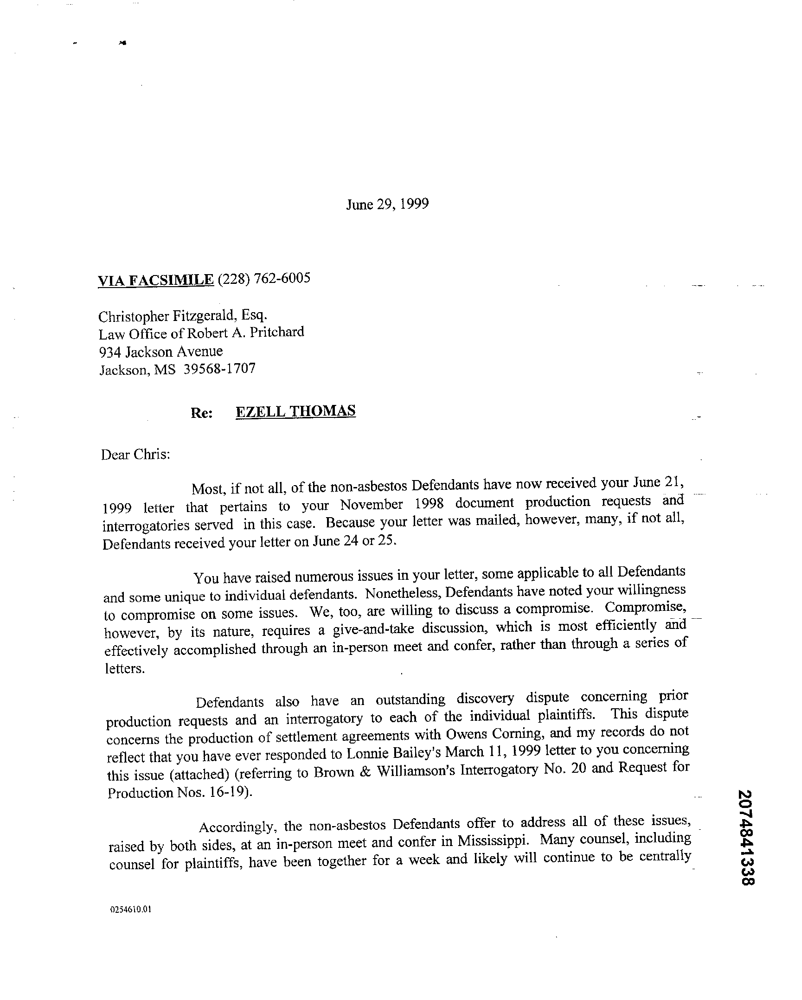 June 29, 1999
VIA FACSIMILE (228) 762-6005
Christopher Fitzgerald, Esq.
Law Office of Robert A. Pritchard
934 Jackson Avenue
Jackson, MS 39568-1707
Re: EZELL THOMAS
Dear Chris:
Most, if not all, of the non-asbestos Defendants have now received your June 21,
1999 letter that pertains to your November 1998 document production requests and
interrogatories served in this case. Because your letter was mailed, however, many, if not all,
Defendants received your letter on June 24 or 25.
You have raised numerous issues in your letter, some applicable to all Defendants
and some unique to individual defendants. Nonetheless, Defendants have noted your willingness
to compromise on some issues. We, too, are willing to discuss a compromise. Compromise,
however, by its nature, requires a give-and-take discussion, which is most efficiently and
effectively accomplished through an in-person meet and confer, rather than through a series of
letters.
Defendants also have an outstanding discovery dispute concerning prior
production requests and an interrogatory to each of the individual plaintiffs. This dispute
concerns the production of settlement agreements with Owens Corning, and my records do not
reflect that you have ever responded to Lonnie Bailey's March 11, 1999 letter to you concerning
this issue (attached) (referring to Brown & Williamson's Interrogatory No. 20 and Request for
Production Nos. 16-19).
Accordingly, the non-asbestos Defendants offer to address all of these issues,
raised by both sides, at an in-person meet and confer in Mississippi. Many counsel, including
counsel for plaintiffs, have been together for a week and likely will continue to be centrally
0254610.01
2074841338